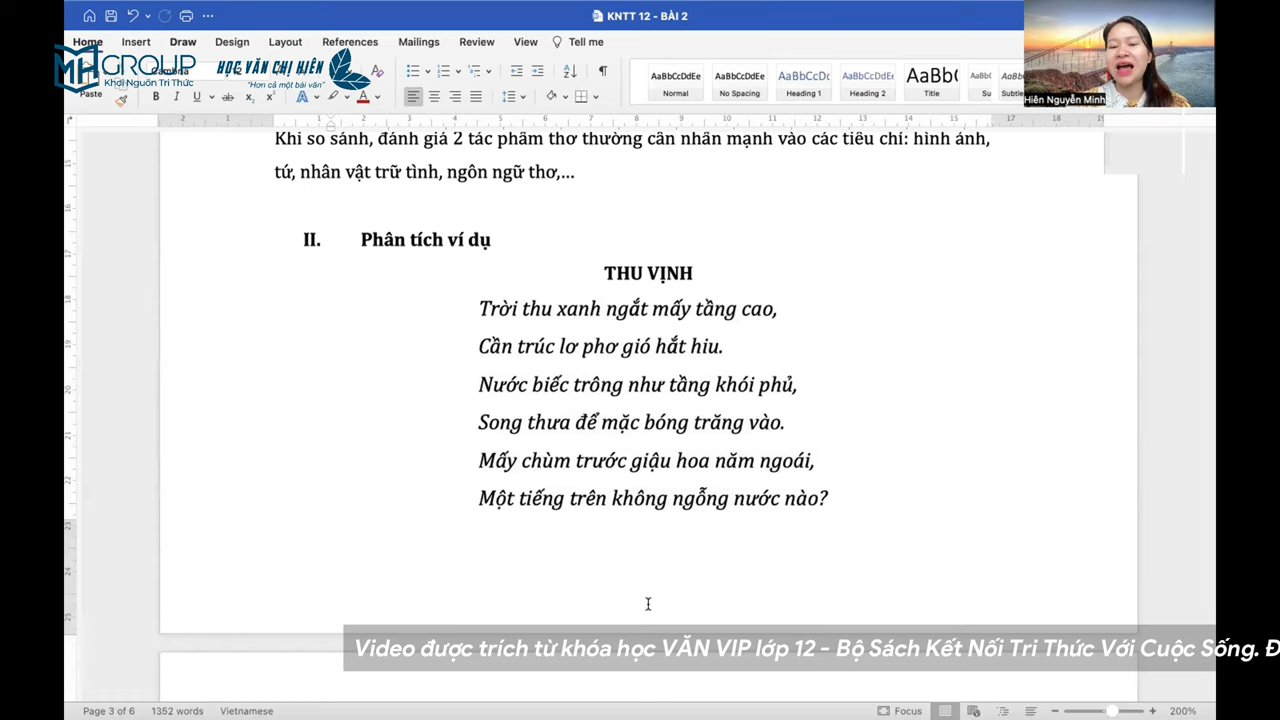 KNTT 12 - BÀI 2
Home Insert Draw Design Layout References Mailings Review View Tell me
MH GROUP
Khơi Nguồn Tri Thức
HỌC VĂN CHỊ HIÊN
"Hơn cả một bài văn"
Paste
AaBbCcDdEe AaBbCcDdEe AaBbCcDc AaBbCcDdEe AaBb
Normal No Spacing Heading 1 Heading 2 Title
Hiên Nguyễn Minh
Khi so sánh, đánh giá 2 tác phẩm thơ thường cần nhấn mạnh vào các tiêu chí: hình ảnh,
tứ, nhân vật trữ tình, ngôn ngữ thơ,...
II. Phân tích ví dụ
THU VỊNH
Trời thu xanh ngắt mấy tầng cao,
Cần trúc lơ phơ gió hắt hiu.
Nước biếc trông như tầng khói phủ,
Song thưa để mặc bóng trăng vào.
Mấy chùm trước giậu hoa năm ngoái,
Một tiếng trên không ngỗng nước nào?
Video được trích từ khóa học VĂN VIP lớp 12 - Bộ Sách Kết Nối Tri Thức Với Cuộc Sống. Đ
Page 3 of 6 1352 words Vietnamese Focus 200%